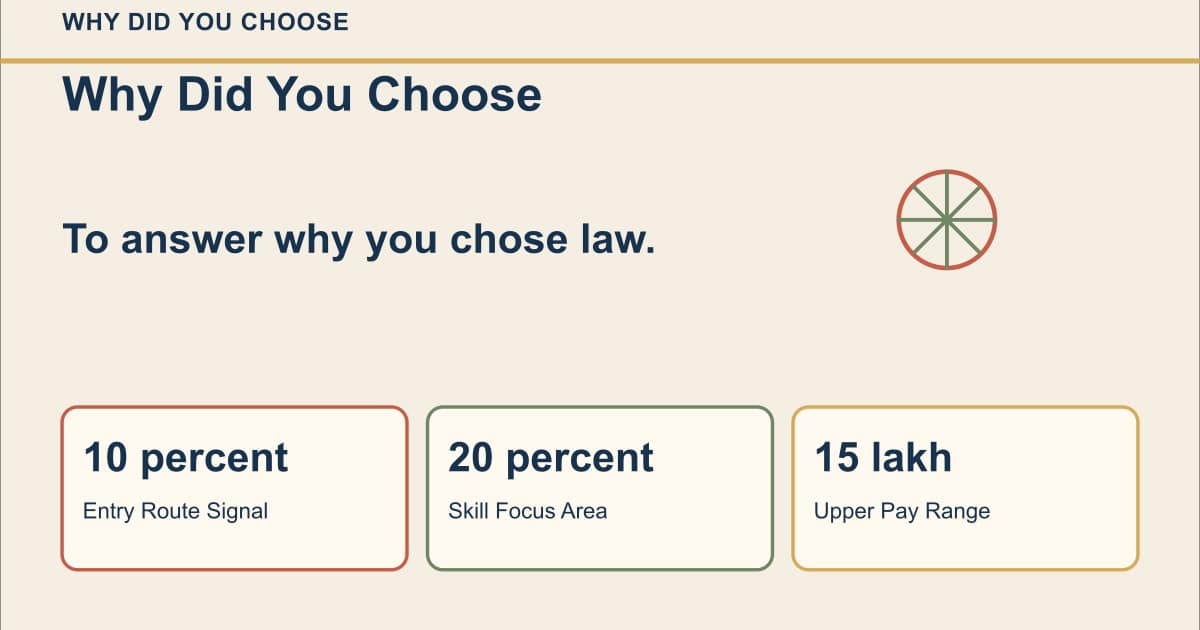 WHY DID YOU CHOOSE
Why Did You Choose
To answer why you chose law.
10 percent
Entry Route Signal
20 percent
Skill Focus Area
15 lakh
Upper Pay Range